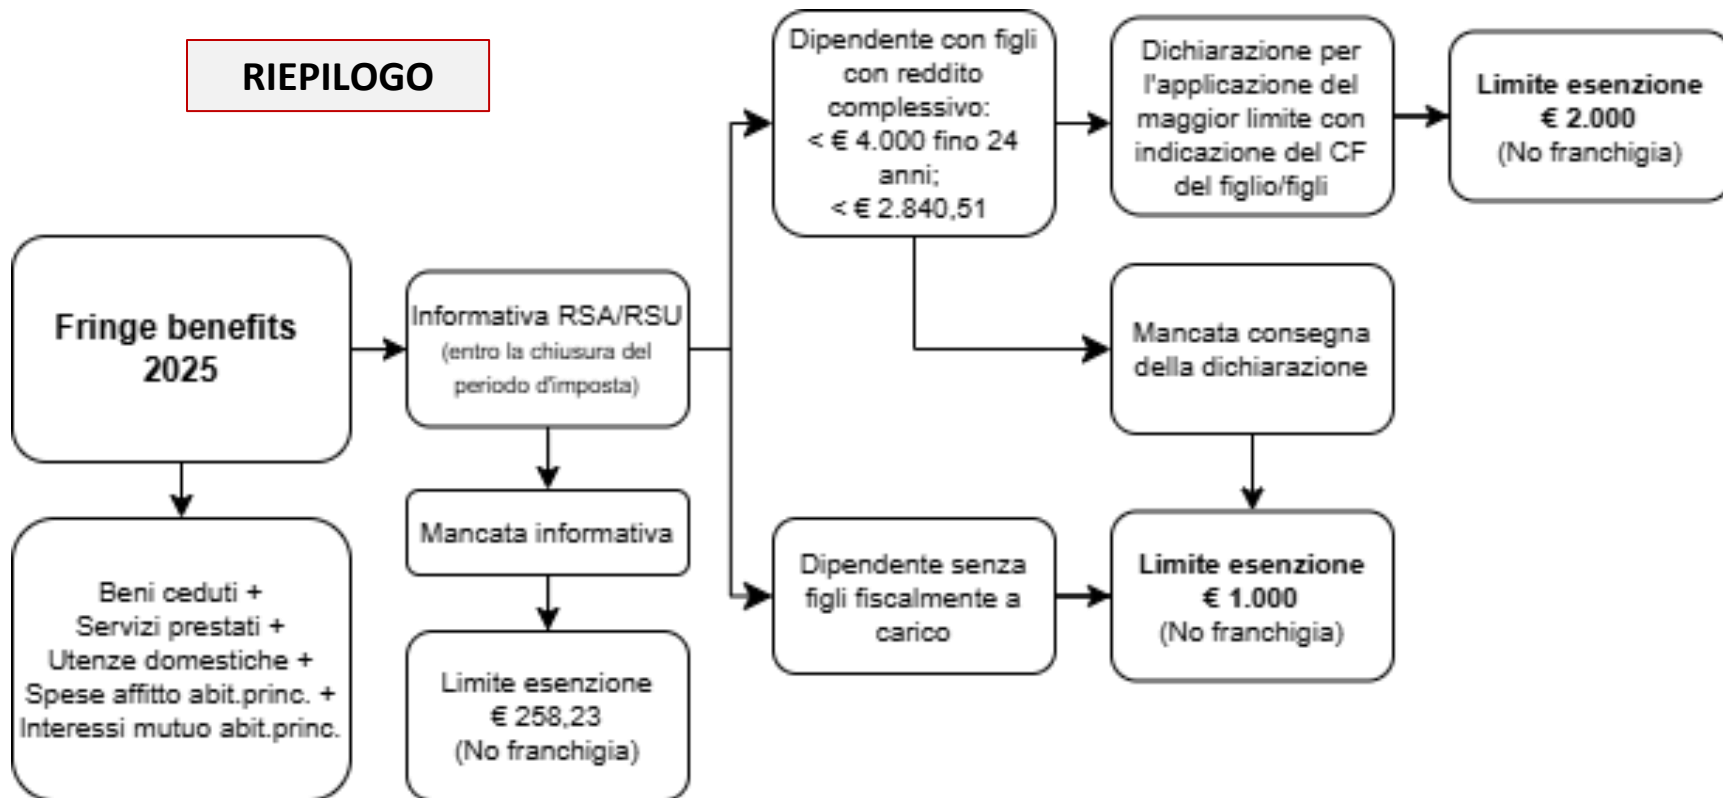 RIEPILOGO
Fringe benefits
2025
Beni ceduti +
Servizi prestati +
Utenze domestiche +
Spese affitto abit.princ. +
Interessi mutuo abit.princ.
Informativa RSA/RSU
(entro la chiusura del
periodo d'imposta)
Mancata informativa
Limite esenzione
€ 258,23
(No franchigia)
Dipendente con figli
con reddito
complessivo:
< € 4.000 fino 24
anni;
< € 2.840,51
Dichiarazione per
l'applicazione del
maggior limite con
indicazione del CF
del figlio/figli
Limite esenzione
€ 2.000
(No franchigia)
Mancata consegna
della dichiarazione
Dipendente senza
figli fiscalmente a
carico
Limite esenzione
€ 1.000
(No franchigia)